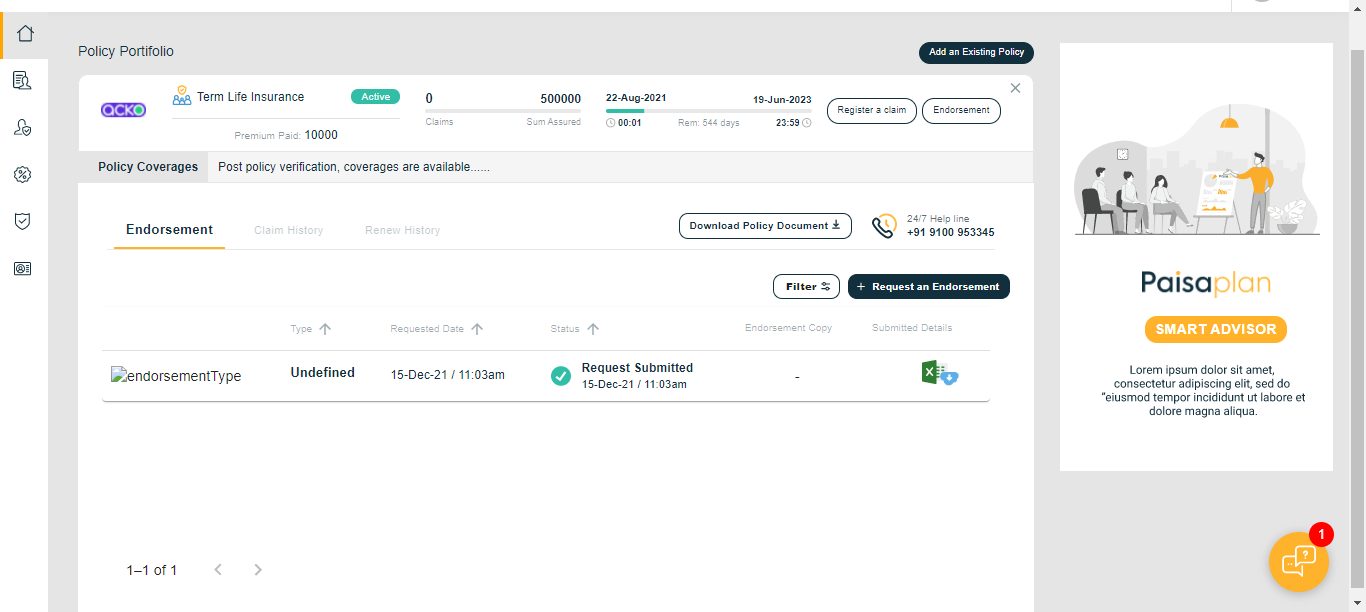 Policy Portifolio
Add an Existing Policy
ACKO
Term Life Insurance
Active
Premium Paid: 10000
0
500000
Claims
Sum Assured
22-Aug-2021
19-Jun-2023
00:01
Rem: 544 days
23:59
Register a claim
Endorsement
Policy Coverages
Post policy verification, coverages are available......
Endorsement
Claim History
Renew History
Download Policy Document
24/7 Help line
+91 9100 953345
Filter
+ Request an Endorsement
Type
Requested Date
Status
Endorsement Copy
Submitted Details
endorsementType
Undefined
15-Dec-21 / 11:03am
Request Submitted
15-Dec-21 / 11:03am
-
1–1 of 1
Paisaplan
SMART ADVISOR
Lorem ipsum dolor sit amet,
consectetur adipiscing elit, sed do
"eiusmod tempor incididunt ut labore et
dolore magna aliqua.
1